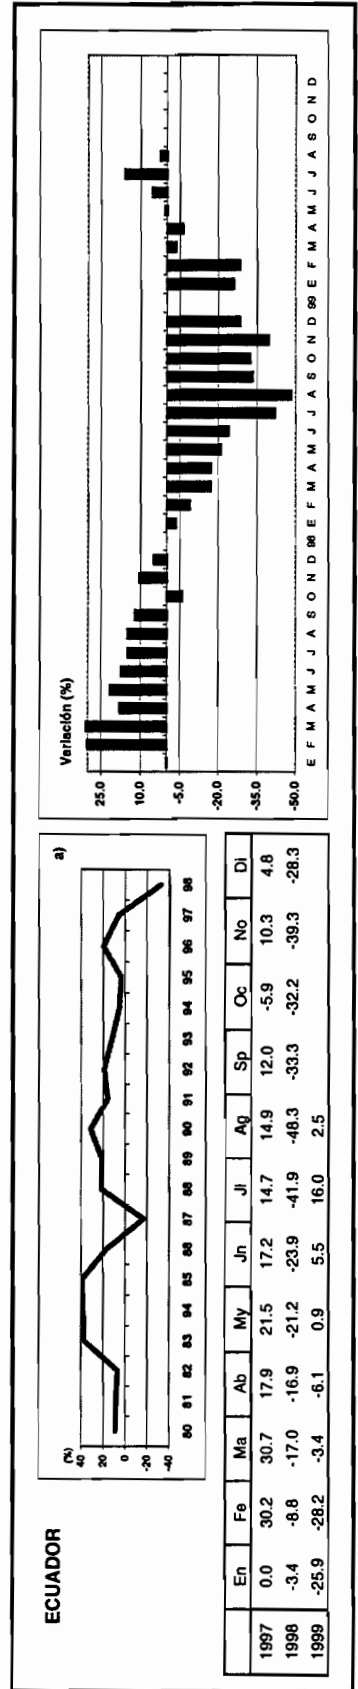 ECUADOR
a)
(%)
40
20
0
-20
-40
80 81 82 83 94 85 86 87 88 89 90 91 92 93 94 95 96 97 98
En Fe Ma Ab My Jn Jl Ag Sp Oc No Di
1997 0.0 30.2 30.7 17.9 21.5 17.2 14.7 14.9 12.0 -5.9 10.3 4.8
1998 -3.4 -8.8 -17.0 -16.9 -21.2 -23.9 -41.9 -48.3 -33.3 -32.2 -39.3 -28.3
1999 -25.9 -28.2 -3.4 -6.1 0.9 5.5 16.0 2.5
Variación (%)
25.0
10.0
-5.0
-20.0
-35.0
-50.0
E F M A M J J A S O N D 98 E F M A M J J A S O N D 99 E F M A M J J A S O N D